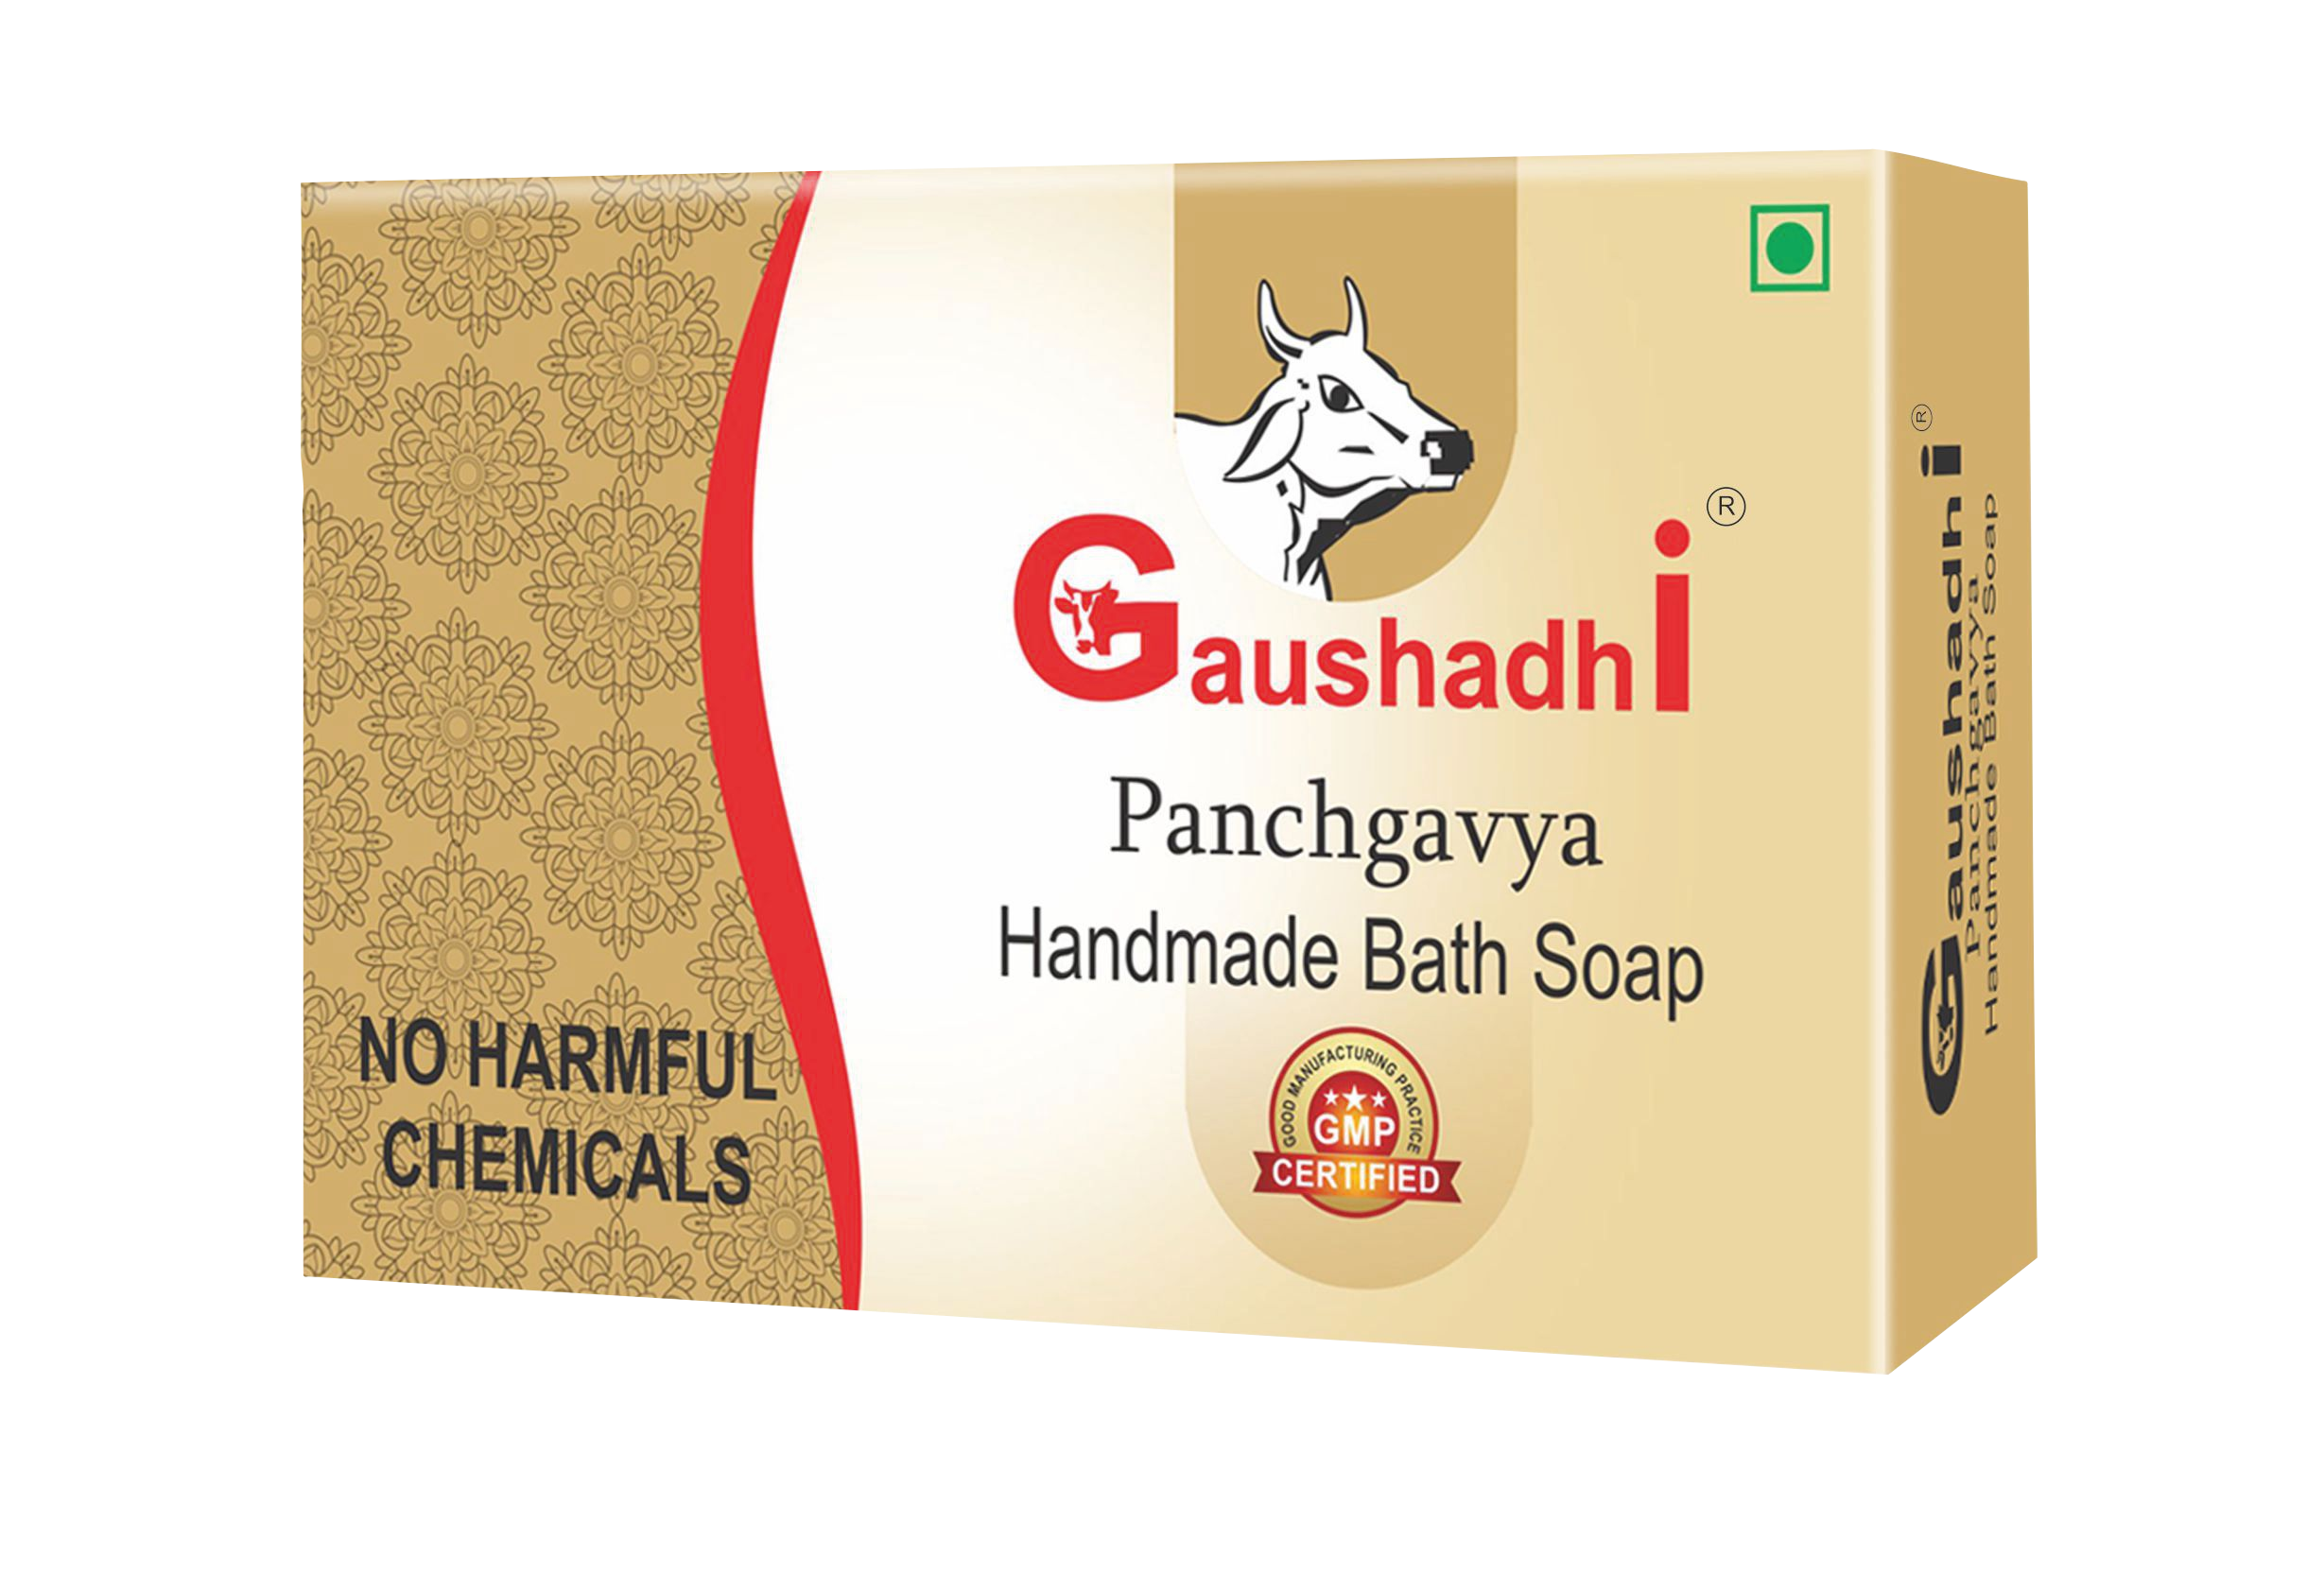 Gaushadhi ®
Panchgavya
Handmade Bath Soap
NO HARMFUL
CHEMICALS
GOOD MANUFACTURING PRACTICE
GMP
CERTIFIED
Gaushadhi ®
Panchgavya
Handmade Bath Soap